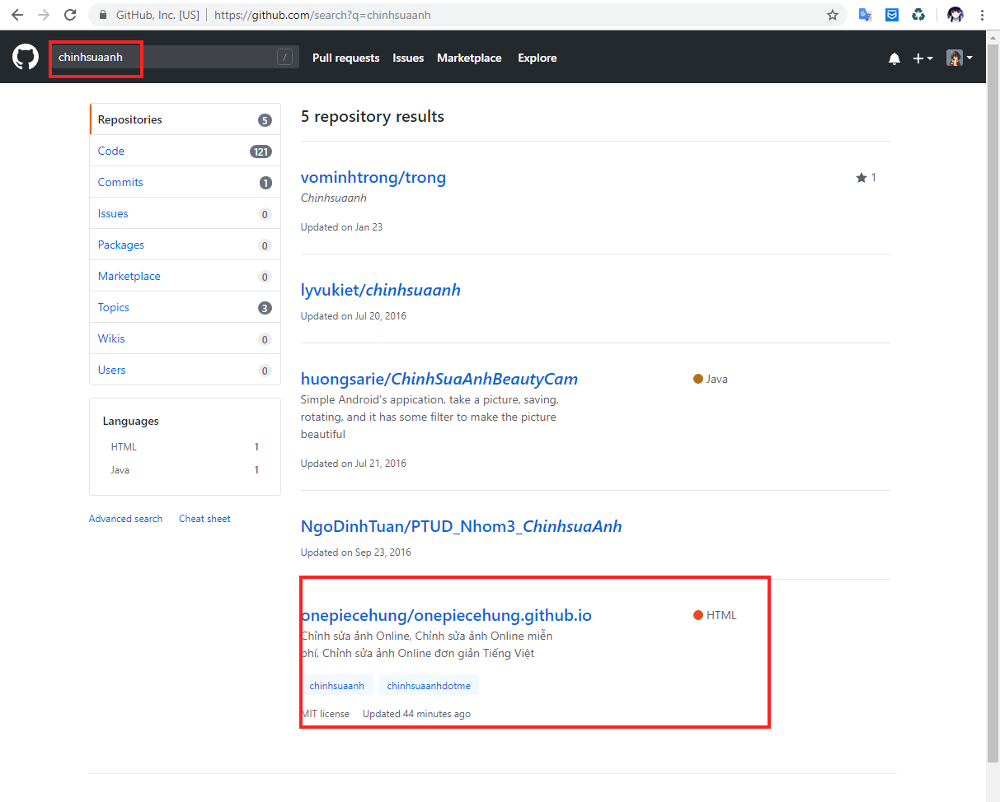 GitHub, Inc. [US] | https://github.com/search?q=chinhsuaanh
chinhsuaanh / Pull requests Issues Marketplace Explore
Repositories 5
Code 121
Commits 1
Issues 0
Packages 0
Marketplace 0
Topics 3
Wikis 0
Users 0
Languages
HTML 1
Java 1
Advanced search Cheat sheet
5 repository results
vominhtrong/trong 1
Chinhsuaanh
Updated on Jan 23
lyvukiet/chinhsuaanh
Updated on Jul 20, 2016
huongsarie/ChinhSuaAnhBeautyCam Java
Simple Android's appication, take a picture, saving,
rotating, and it has some filter to make the picture
beautiful
Updated on Jul 21, 2016
NgoDinhTuan/PTUD_Nhom3_ChinhsuaAnh
Updated on Sep 23, 2016
onepiecehung/onepiecehung.github.io HTML
Chỉnh sửa ảnh Online, Chỉnh sửa ảnh Online miễn
phí, Chỉnh sửa ảnh Online đơn giản Tiếng Việt
chinhsuaanh chinhsuaanhdotme
MIT license Updated 44 minutes ago